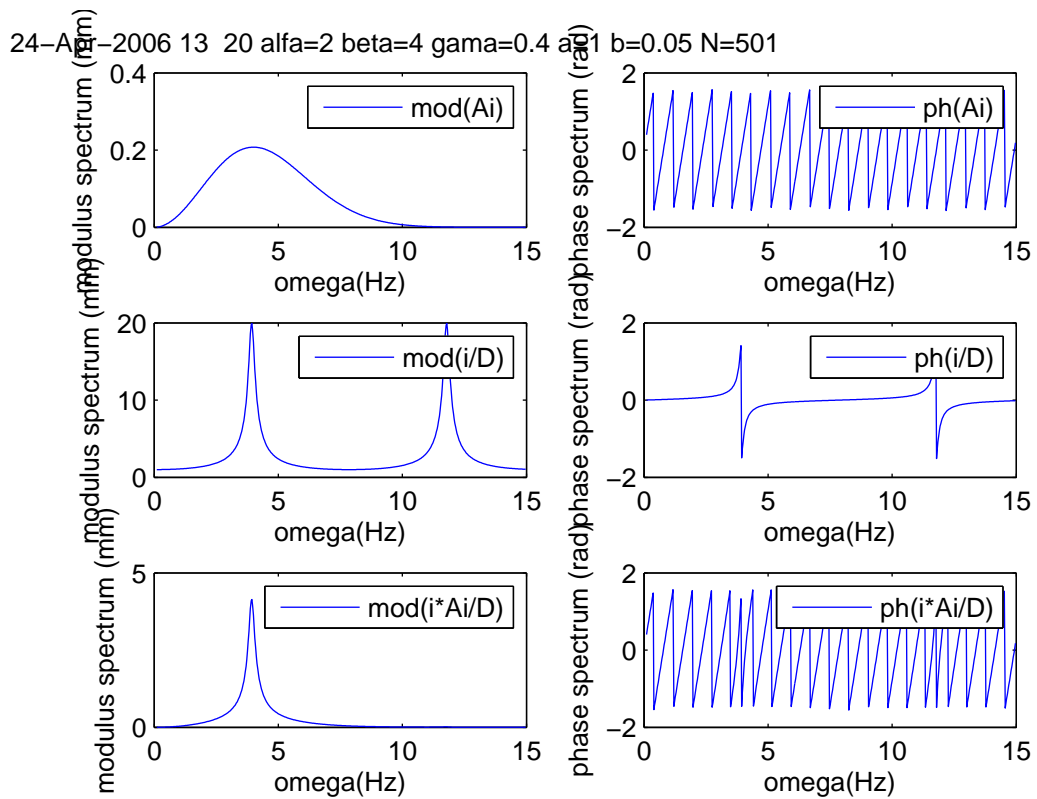 24−Apr−2006 13 20 alfa=2 beta=4 gama=0.4 a=1 b=0.05 N=501
modulus spectrum (mm)
0.4
0.2
0
mod(Ai)
0 5 10 15
omega(Hz)
phase spectrum (rad)
2
0
−2
ph(Ai)
0 5 10 15
omega(Hz)
modulus spectrum (mm)
20
10
0
mod(i/D)
0 5 10 15
omega(Hz)
phase spectrum (rad)
2
0
−2
ph(i/D)
0 5 10 15
omega(Hz)
modulus spectrum (mm)
5
0
mod(i*Ai/D)
0 5 10 15
omega(Hz)
phase spectrum (rad)
2
0
−2
ph(i*Ai/D)
0 5 10 15
omega(Hz)